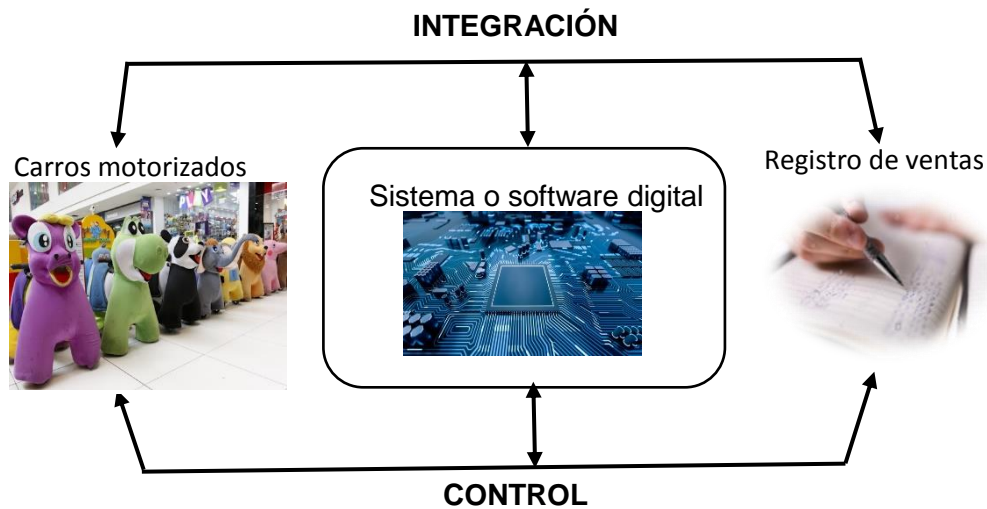 INTEGRACIÓN
Carros motorizados
Sistema o software digital
Registro de ventas
CONTROL